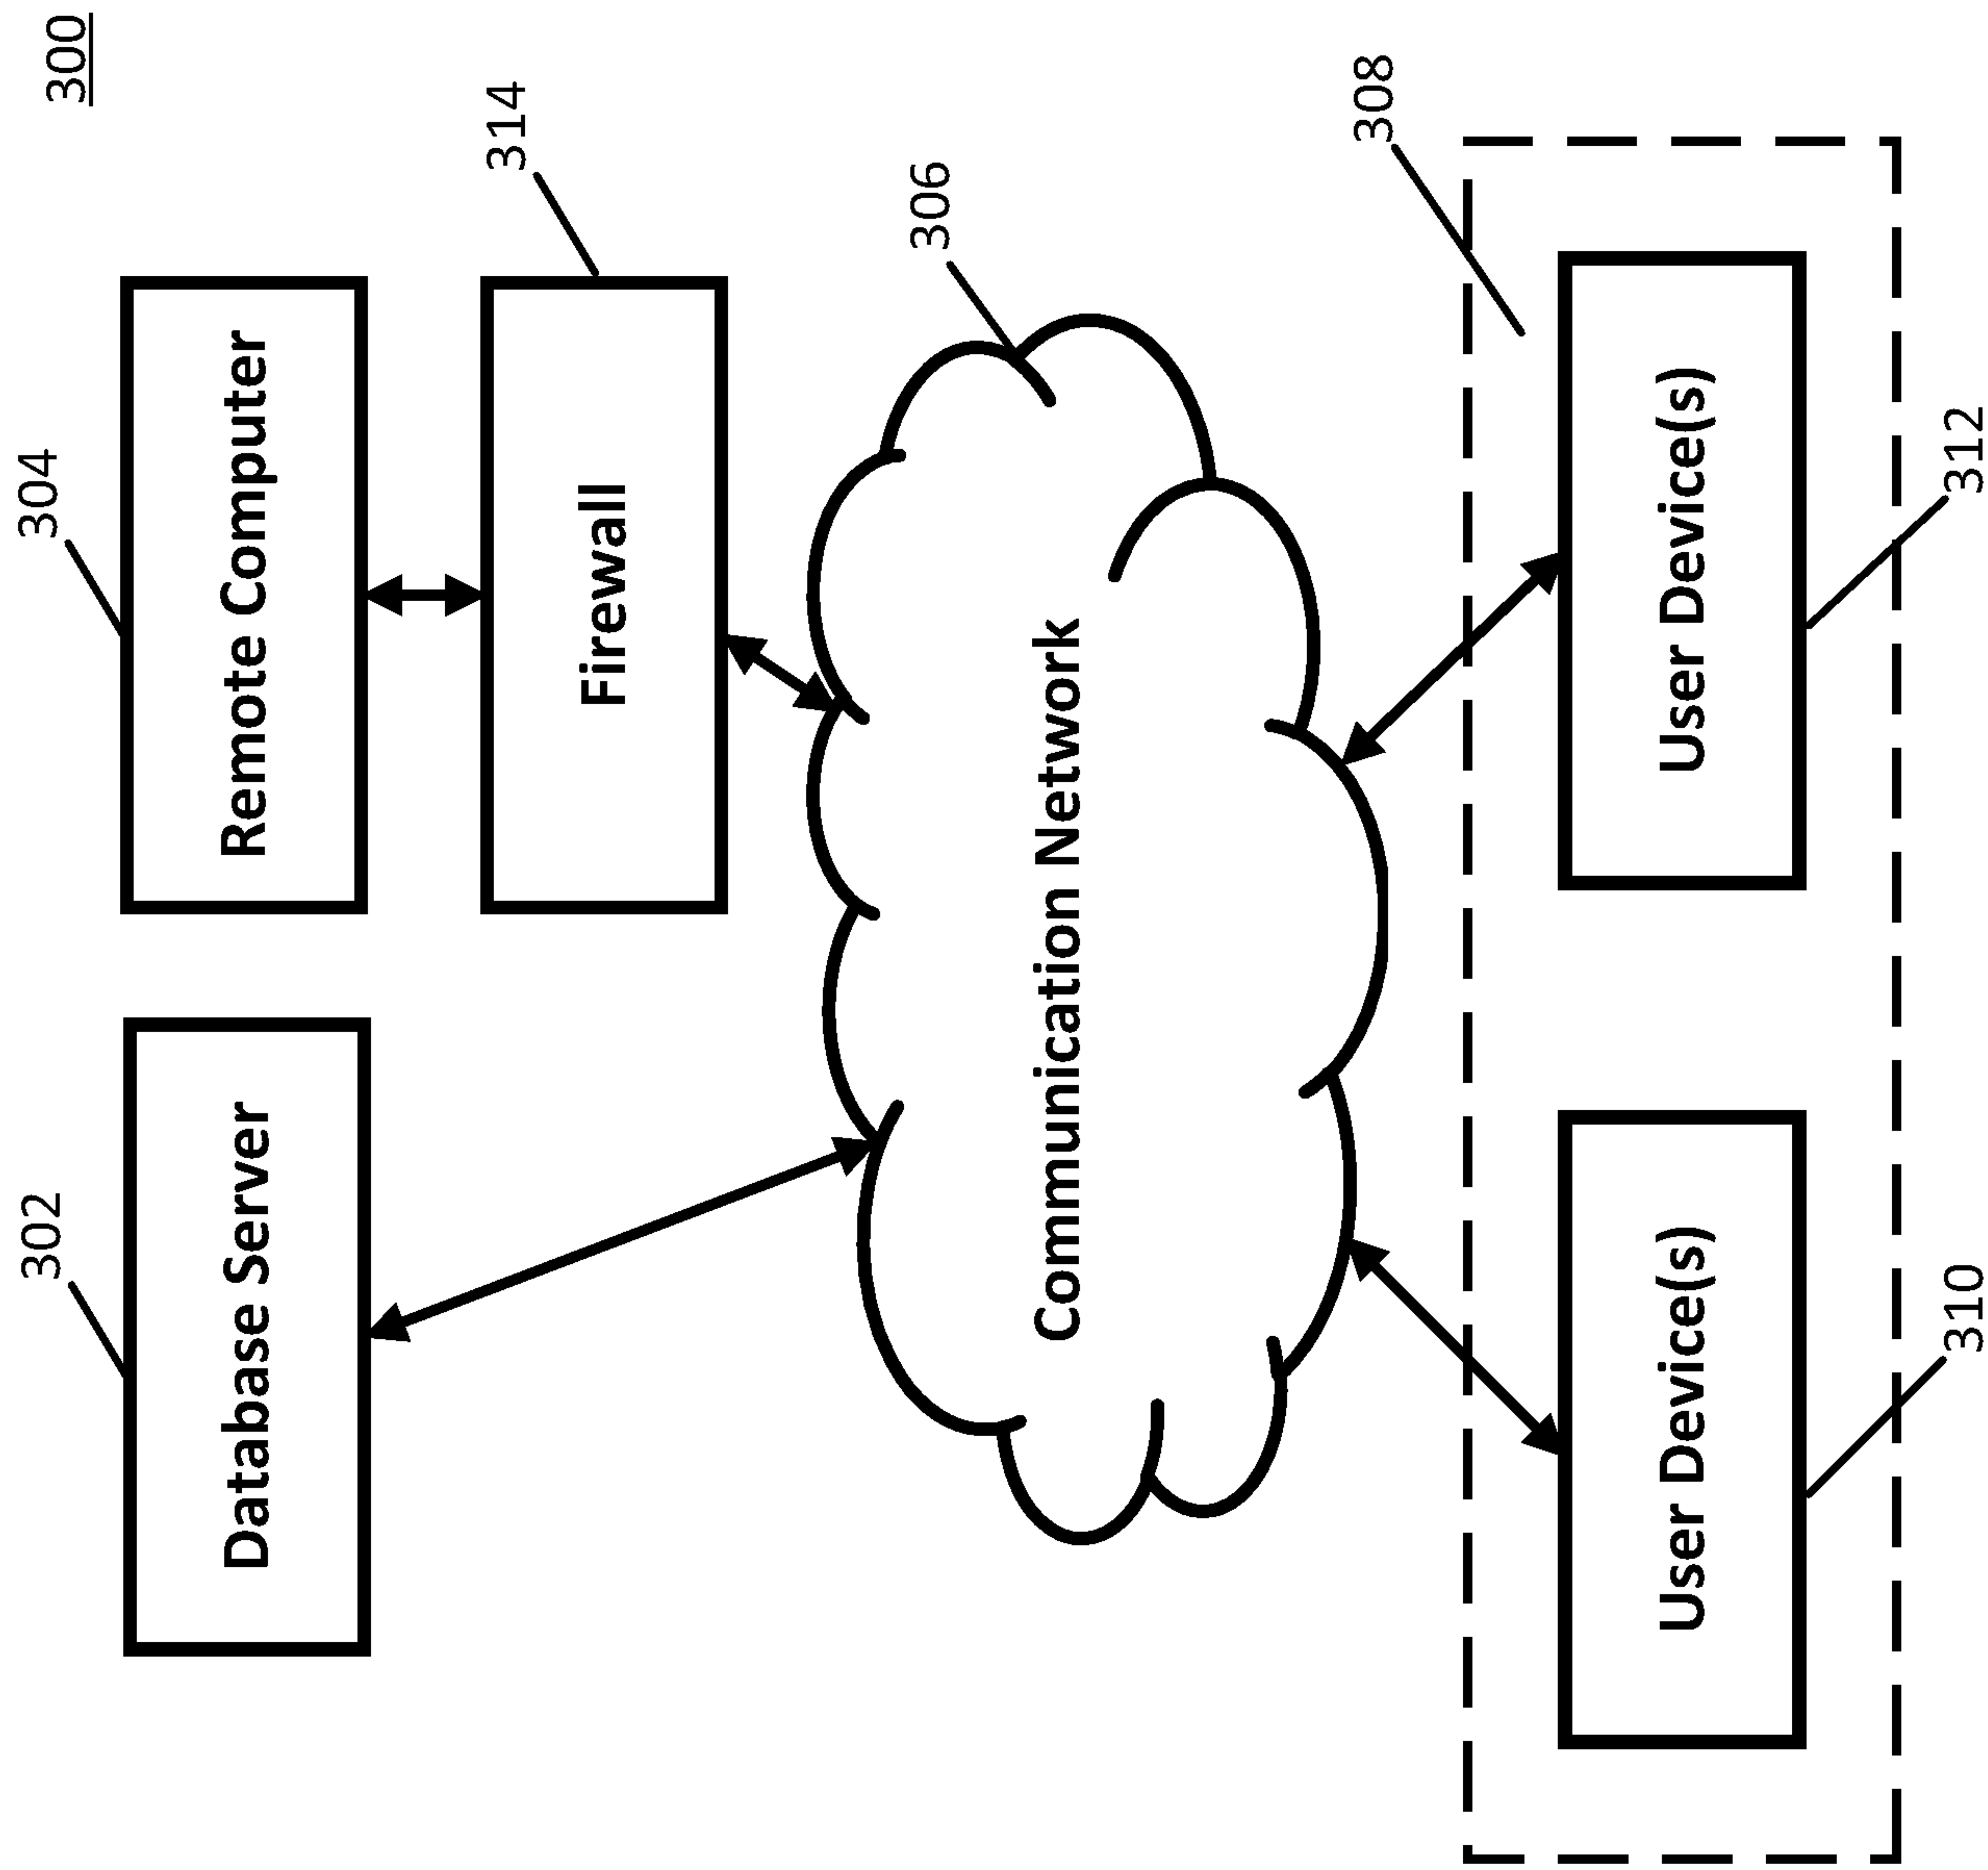 300
302
304
Database Server
Remote Computer
314
Firewall
306
Communication Network
308
User Device(s)
User Device(s)
310
312